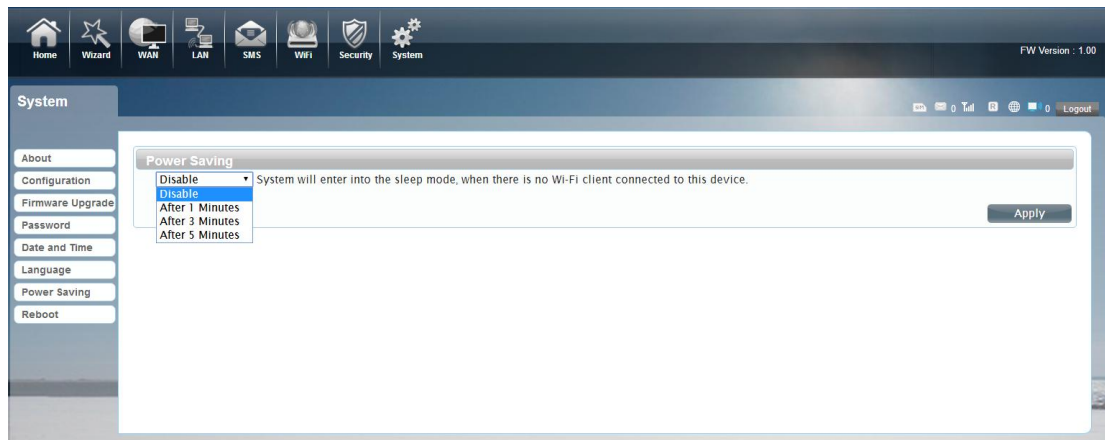 Home Wizard WAN LAN SMS WiFi Security System
FW Version : 1.00
System
0 R 0 Logout
About
Configuration
Firmware Upgrade
Password
Date and Time
Language
Power Saving
Reboot
Power Saving
Disable System will enter into the sleep mode, when there is no Wi-Fi client connected to this device.
Disable
After 1 Minutes
After 3 Minutes
After 5 Minutes
Apply